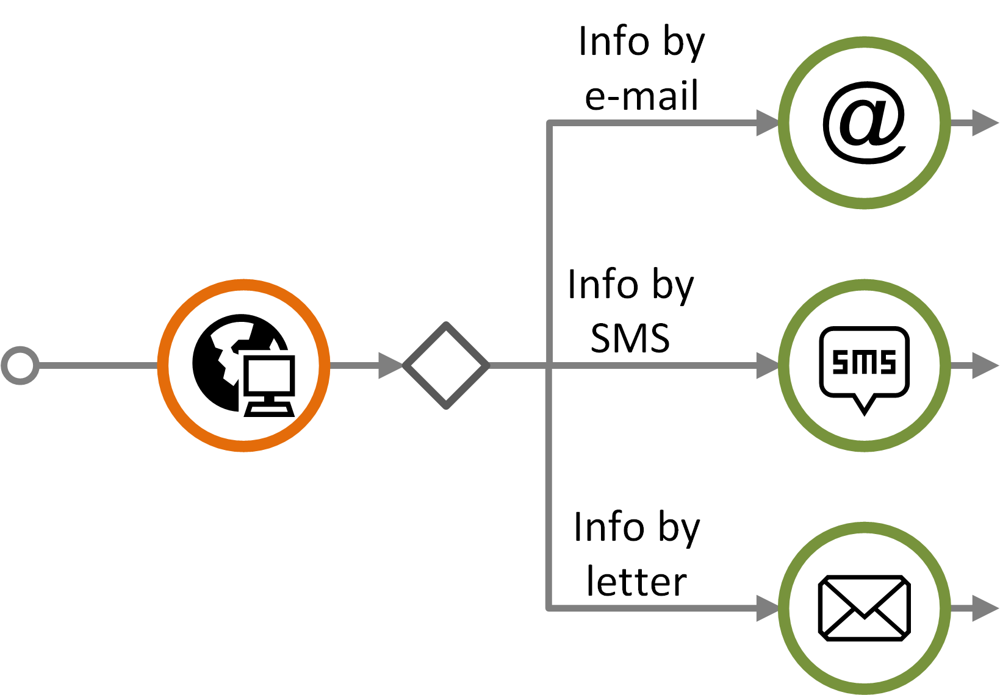 Info by
e-mail
@
Info by
SMS
sms
Info by
letter